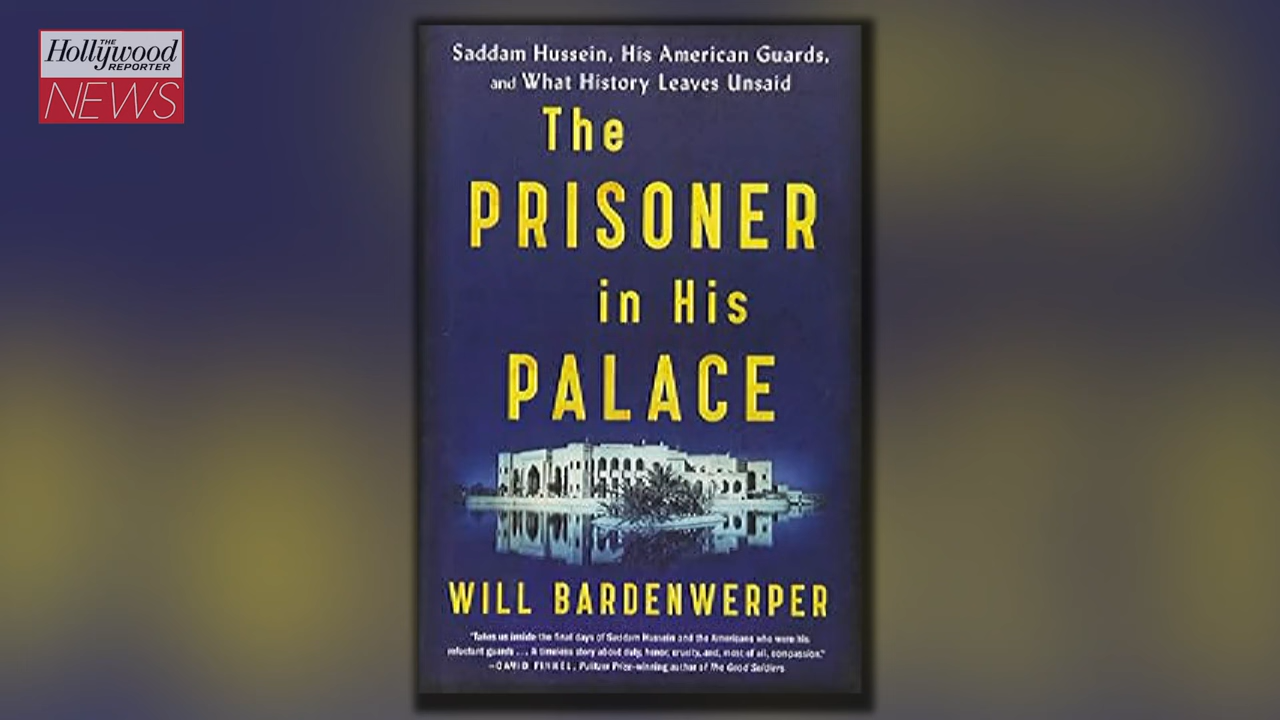 THE
Hollywood
REPORTER
NEWS
Saddam Hussein, His American Guards,
and What History Leaves Unsaid
The
PRISONER
in His
PALACE
WILL BARDENWERPER
"Takes us inside the final days of Saddam Hussein and the Americans who were his
reluctant guards . . . A timeless story about duty, honor, cruelty, and, most of all, compassion."
—DAVID FINKEL, Pulitzer Prize-winning author of The Good Soldiers